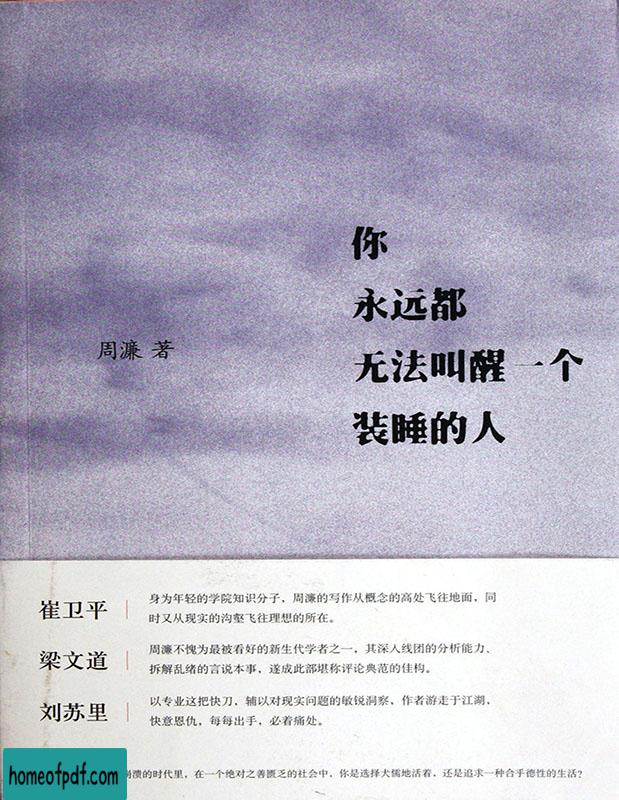 你
永远都
无法叫醒一个
装睡的人
周濂 著
崔卫平
身为年轻的学院知识分子，周濂的写作从概念的高处飞往地面，同
时又从现实的沟壑飞往理想的所在。
梁文道
周濂不愧为最被看好的新生代学者之一，其深入线团的分析能力、
拆解乱绪的言说本事，遂成此部堪称评论典范的佳构。
刘苏里
以专业这把快刀，辅以对现实问题的敏锐洞察，作者游走于江湖，
快意恩仇，每每出手，必着痛处。
溃的时代里，在一个绝对之善匮乏的社会中，你是选择犬儒地活着，还是追求一种合乎德性的生活？
homeofpdf.com